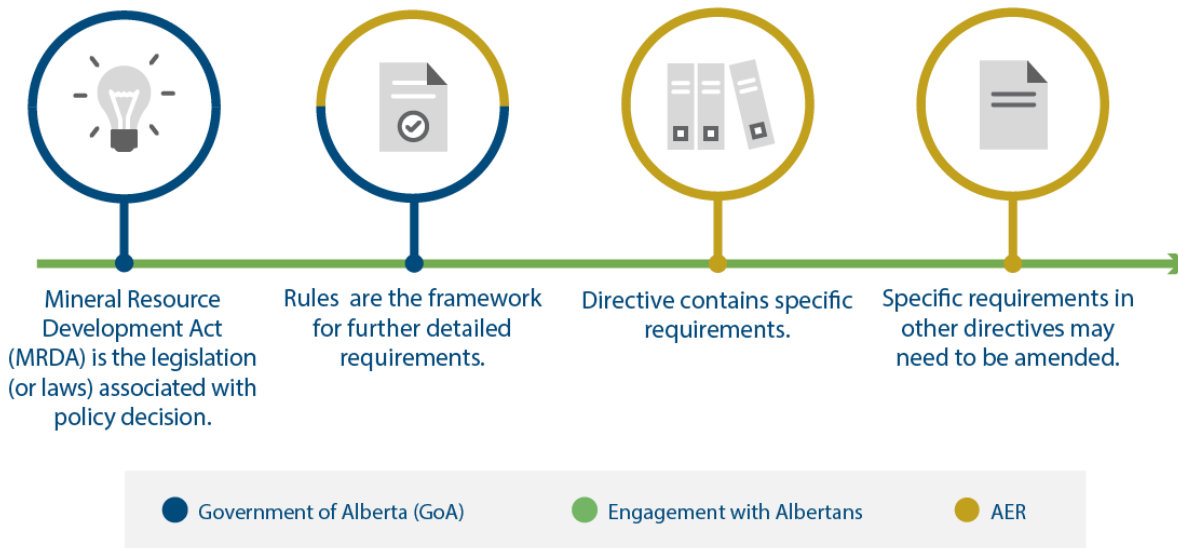 Mineral Resource
Development Act
(MRDA) is the legislation
(or laws) associated with
policy decision.
Rules are the framework
for further detailed
requirements.
Directive contains specific
requirements.
Specific requirements in
other directives may
need to be amended.
Government of Alberta (GoA)
Engagement with Albertans
AER